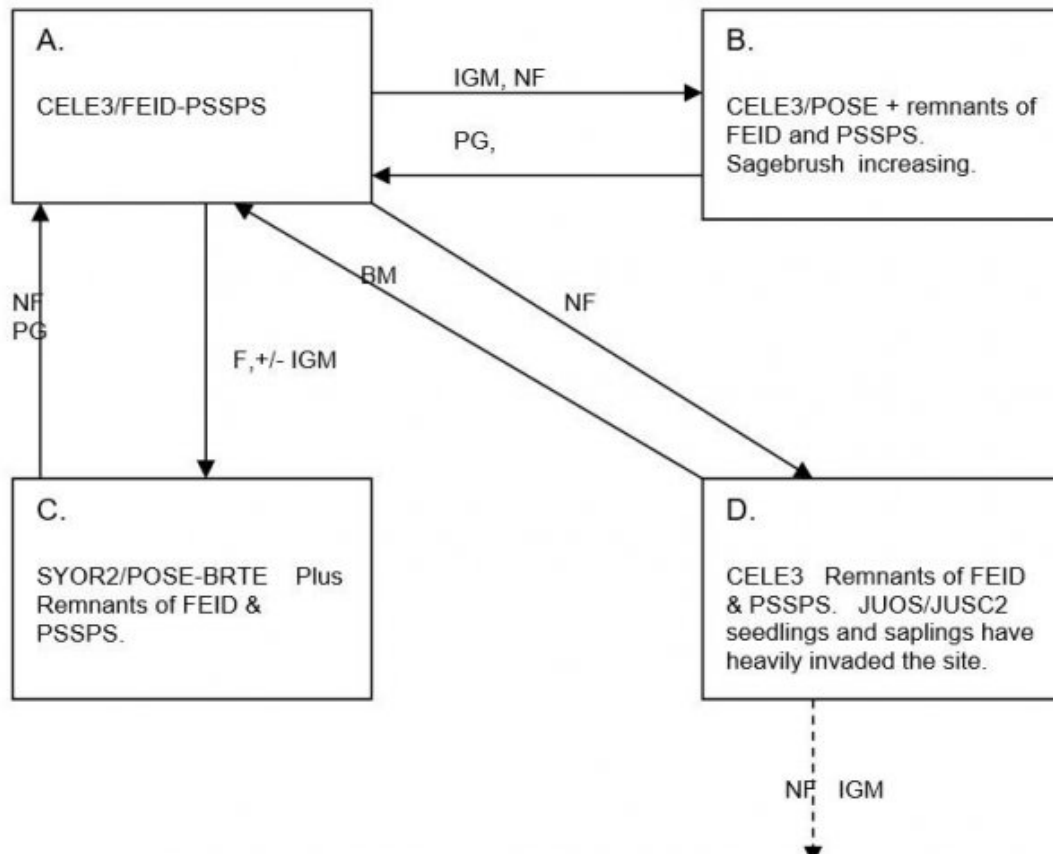 A.
CELE3/FEID-PSSPS
IGM, NF
PG,
B.
CELE3/POSE + remnants of
FEID and PSSPS.
Sagebrush increasing.
BM
NF
NF
PG
F,+/- IGM
C.
SYOR2/POSE-BRTE Plus
Remnants of FEID &
PSSPS.
D.
CELE3 Remnants of FEID
& PSSPS. JUOS/JUSC2
seedlings and saplings have
heavily invaded the site.
NF IGM